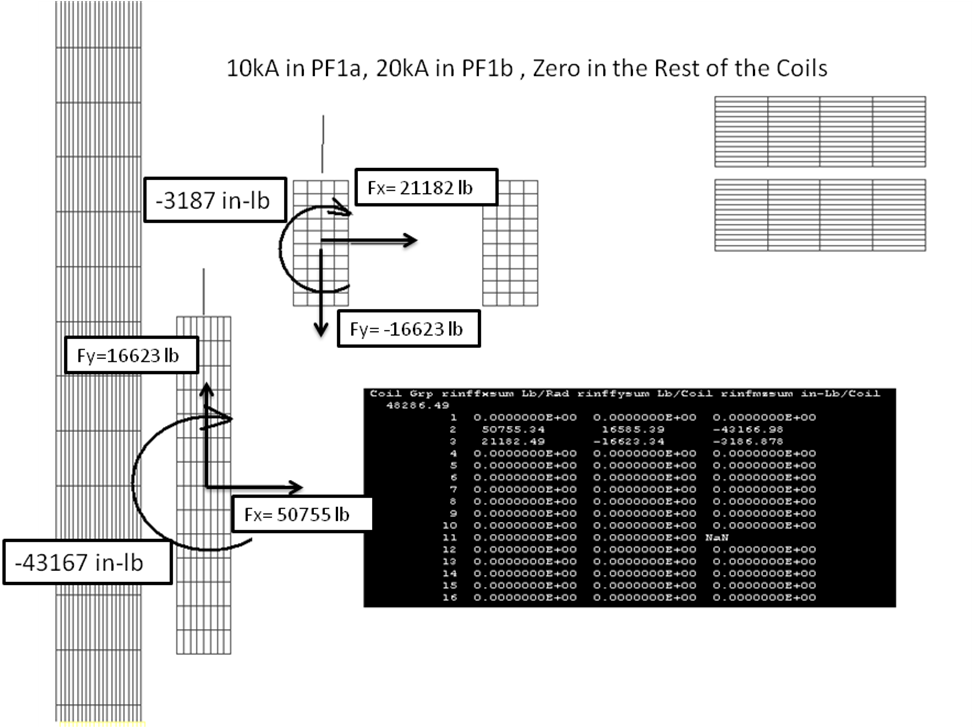 10kA in PF1a, 20kA in PF1b , Zero in the Rest of the Coils
-3187 in-lb
Fx= 21182 lb
Fy= -16623 lb
Fy=16623 lb
Fx= 50755 lb
-43167 in-lb
Coil Grp rinffxsum Lb/Rad rinffysum Lb/Coil rinfmzsum in-Lb/Coil
48286.49
1 0.0000000E+00 0.0000000E+00 0.0000000E+00
2 50755.34 16585.39 -43166.98
3 21182.49 -16623.34 -3186.878
4 0.0000000E+00 0.0000000E+00 0.0000000E+00
5 0.0000000E+00 0.0000000E+00 0.0000000E+00
6 0.0000000E+00 0.0000000E+00 0.0000000E+00
7 0.0000000E+00 0.0000000E+00 0.0000000E+00
8 0.0000000E+00 0.0000000E+00 0.0000000E+00
9 0.0000000E+00 0.0000000E+00 0.0000000E+00
10 0.0000000E+00 0.0000000E+00 0.0000000E+00
11 0.0000000E+00 0.0000000E+00 NaN
12 0.0000000E+00 0.0000000E+00 0.0000000E+00
13 0.0000000E+00 0.0000000E+00 0.0000000E+00
14 0.0000000E+00 0.0000000E+00 0.0000000E+00
15 0.0000000E+00 0.0000000E+00 0.0000000E+00
16 0.0000000E+00 0.0000000E+00 0.0000000E+00